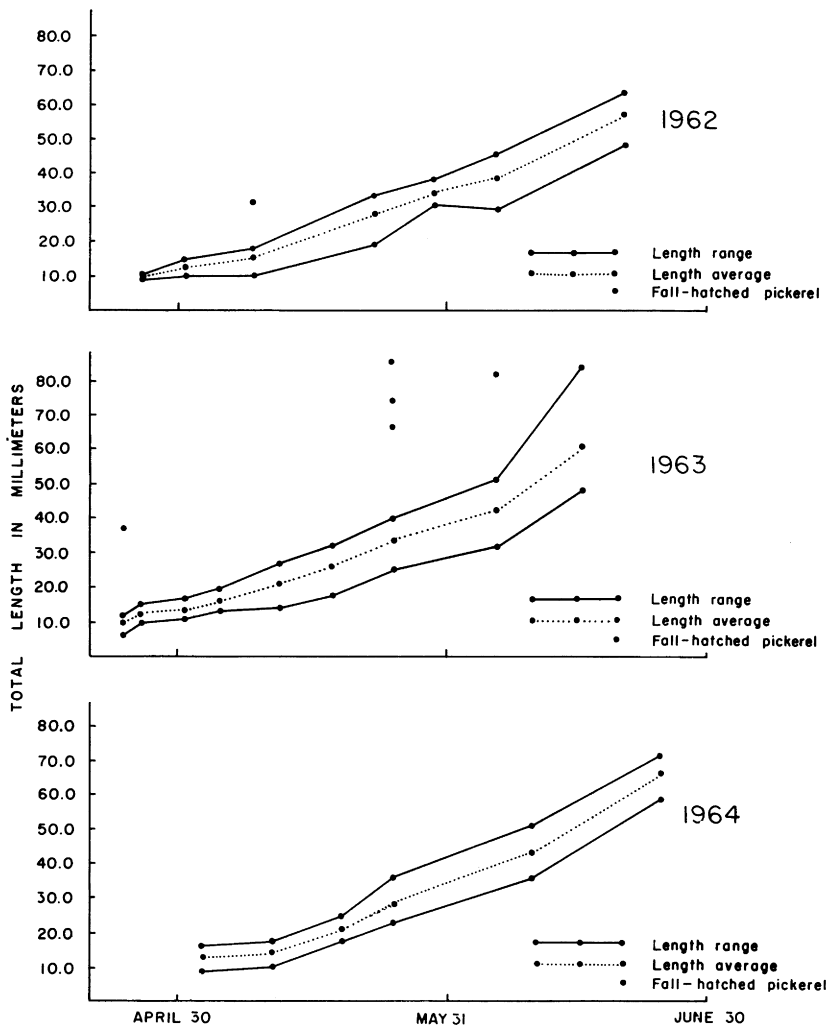 TOTAL LENGTH IN MILLIMETERS
80.0
70.0
60.0
50.0
40.0
30.0
20.0
10.0
1962
Length range
Length average
Fall-hatched pickerel
80.0
70.0
60.0
50.0
40.0
30.0
20.0
10.0
1963
Length range
Length average
Fall-hatched pickerel
80.0
70.0
60.0
50.0
40.0
30.0
20.0
10.0
1964
Length range
Length average
Fall-hatched pickerel
APRIL 30
MAY 31
JUNE 30